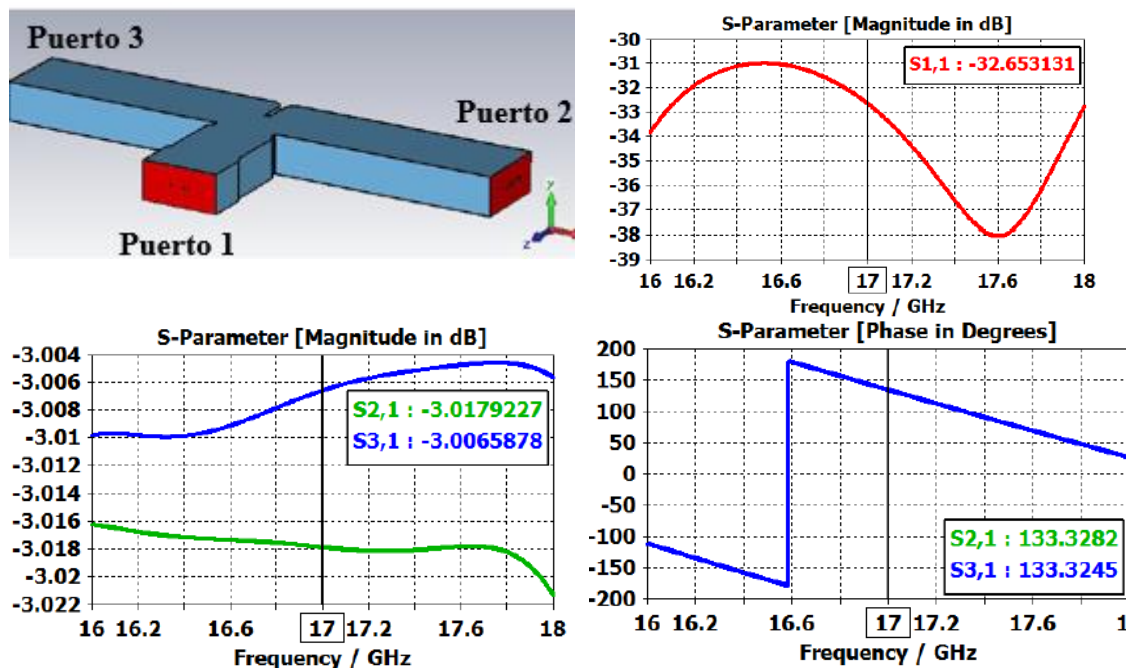 Puerto 3
Puerto 2
Puerto 1
y
z
S-Parameter [Magnitude in dB]
-30
-31
-32
-33
-34
-35
-36
-37
-38
-39
S1,1 : -32.653131
16 16.2 16.6 17 17.2 17.6 18
Frequency / GHz
S-Parameter [Magnitude in dB]
-3.004
-3.006
-3.008
-3.01
-3.012
-3.014
-3.016
-3.018
-3.02
-3.022
S2,1 : -3.0179227
S3,1 : -3.0065878
16 16.2 16.6 17 17.2 17.6 18
Frequency / GHz
S-Parameter [Phase in Degrees]
200
150
100
50
0
-50
-100
-150
-200
S2,1 : 133.3282
S3,1 : 133.3245
16 16.2 16.6 17 17.2 17.6
Frequency / GHz